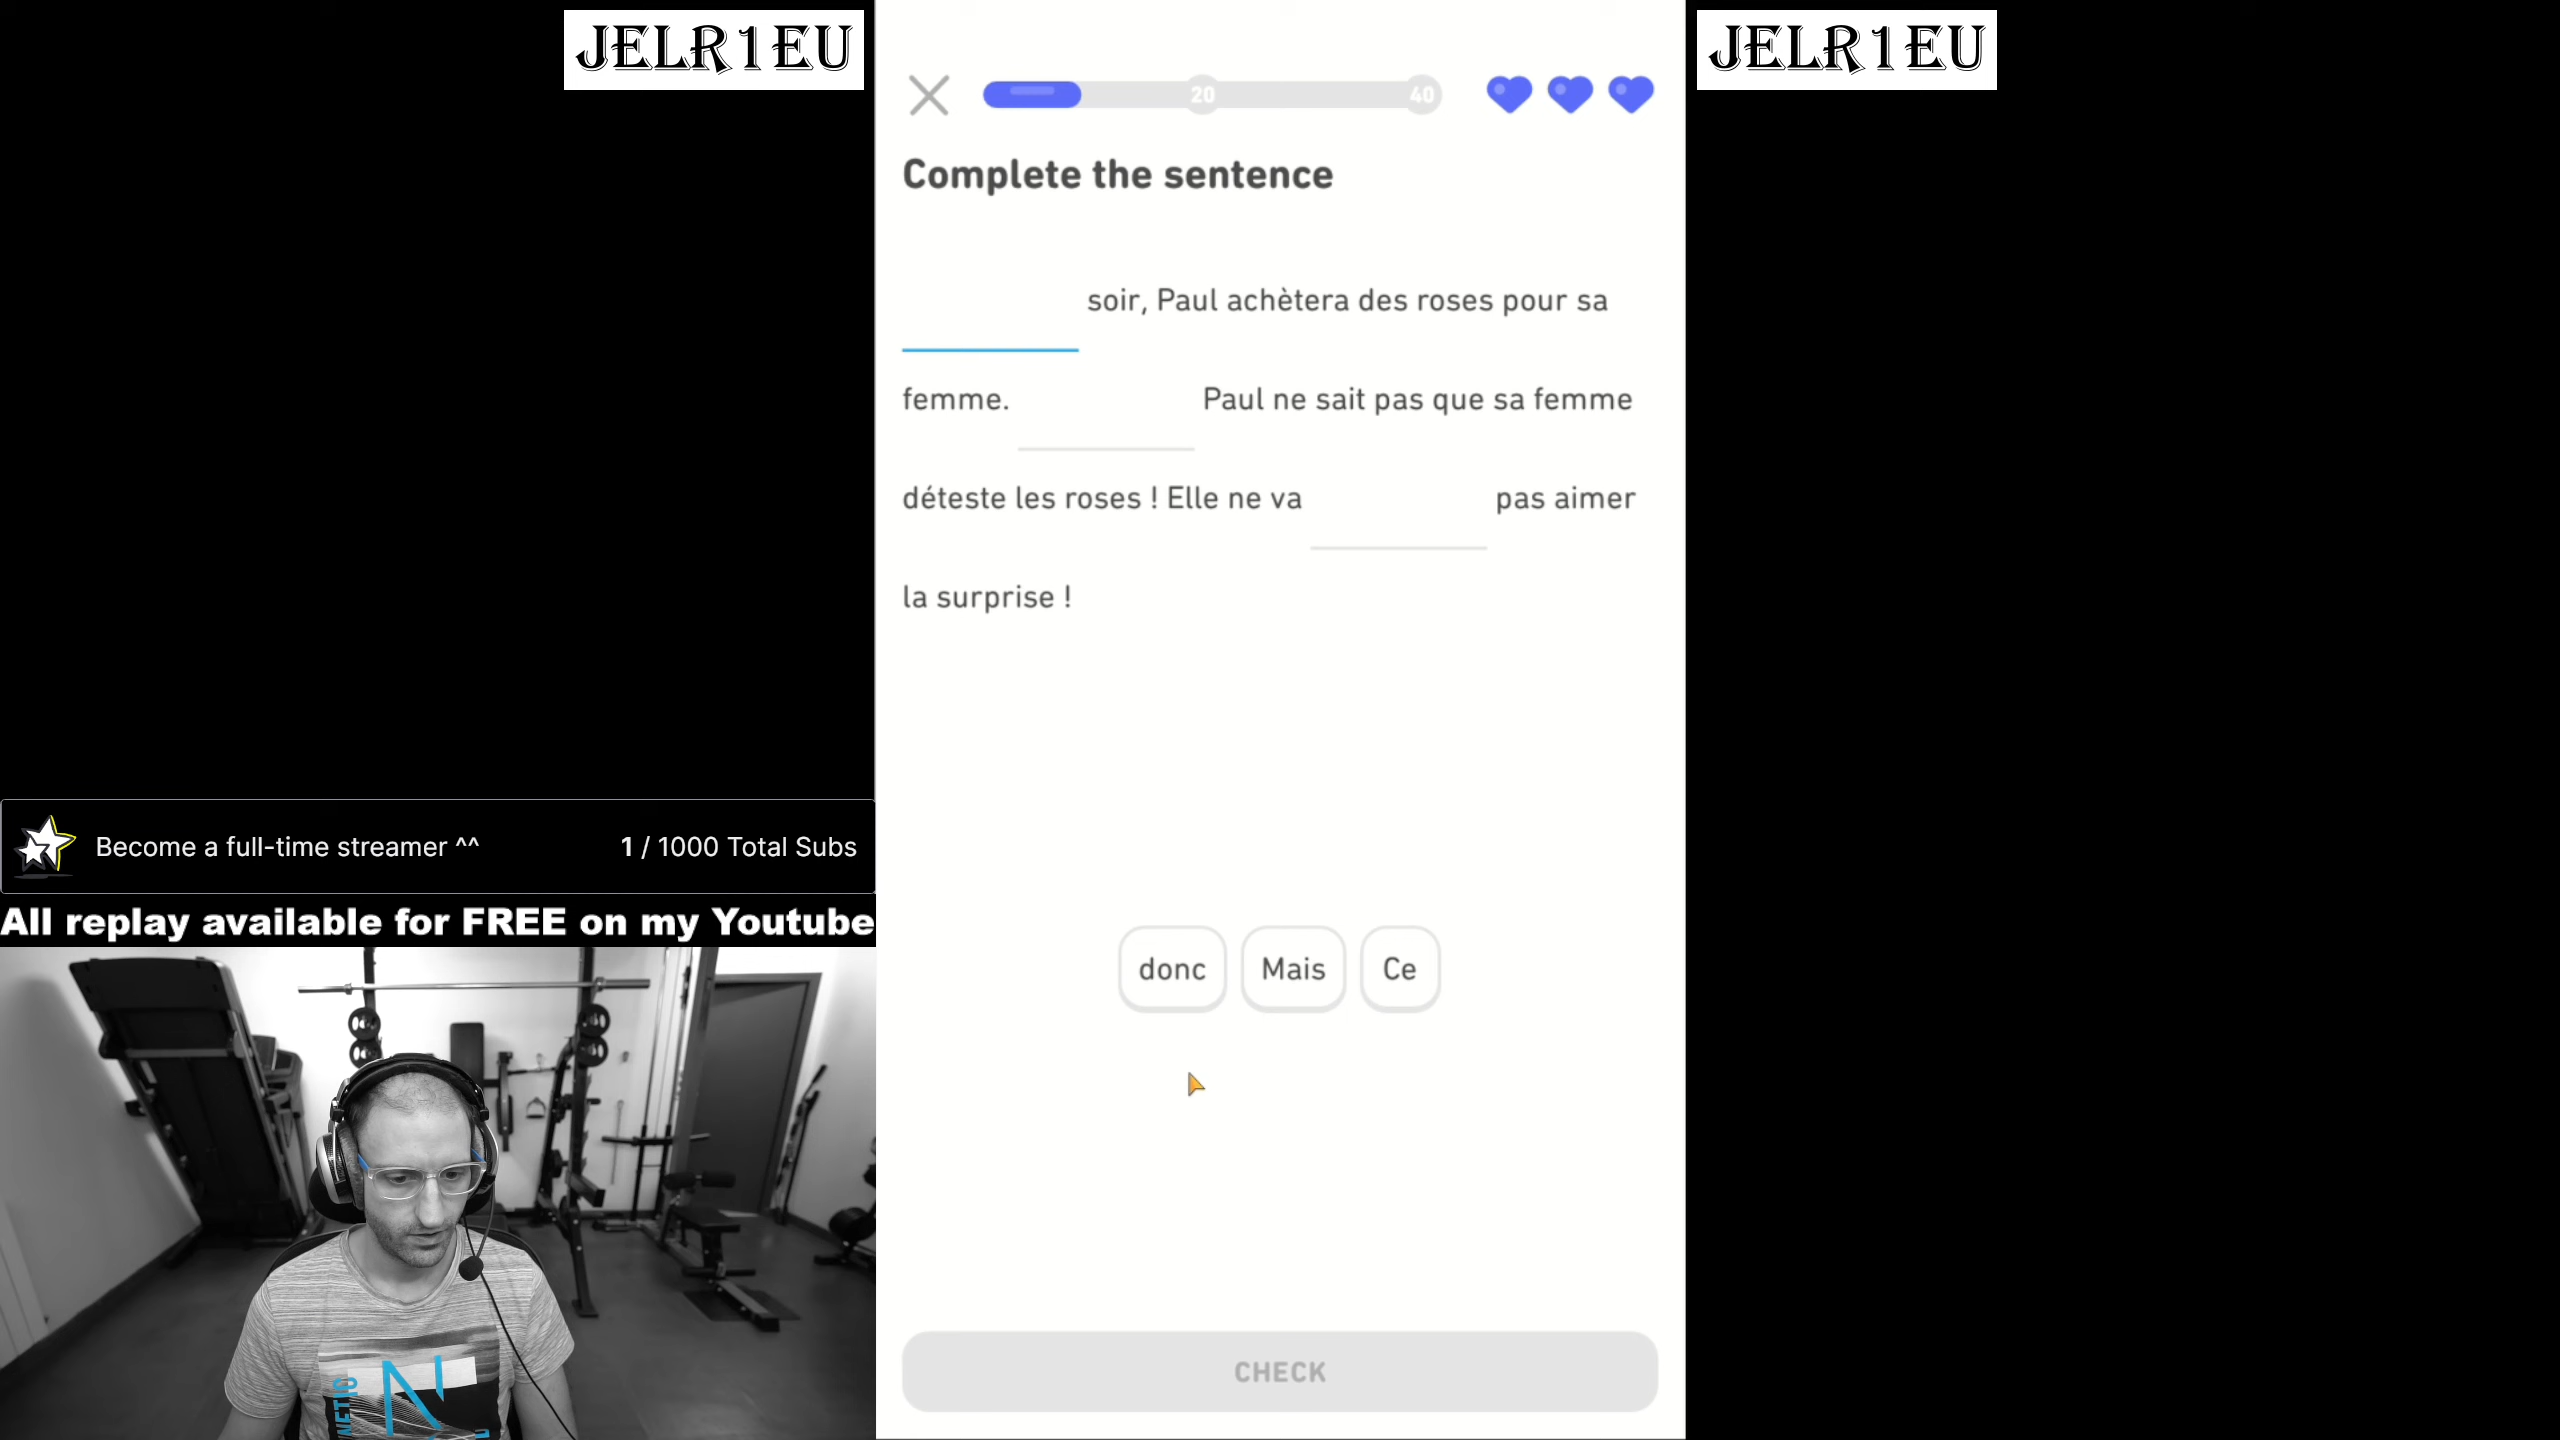 JELR1EU
JELR1EU
20
40
Complete the sentence
soir, Paul achètera des roses pour sa
femme. Paul ne sait pas que sa femme
déteste les roses ! Elle ne va pas aimer
la surprise !
donc Mais Ce
CHECK
Become a full-time streamer ^^ 1 / 1000 Total Subs
All replay available for FREE on my Youtube
N